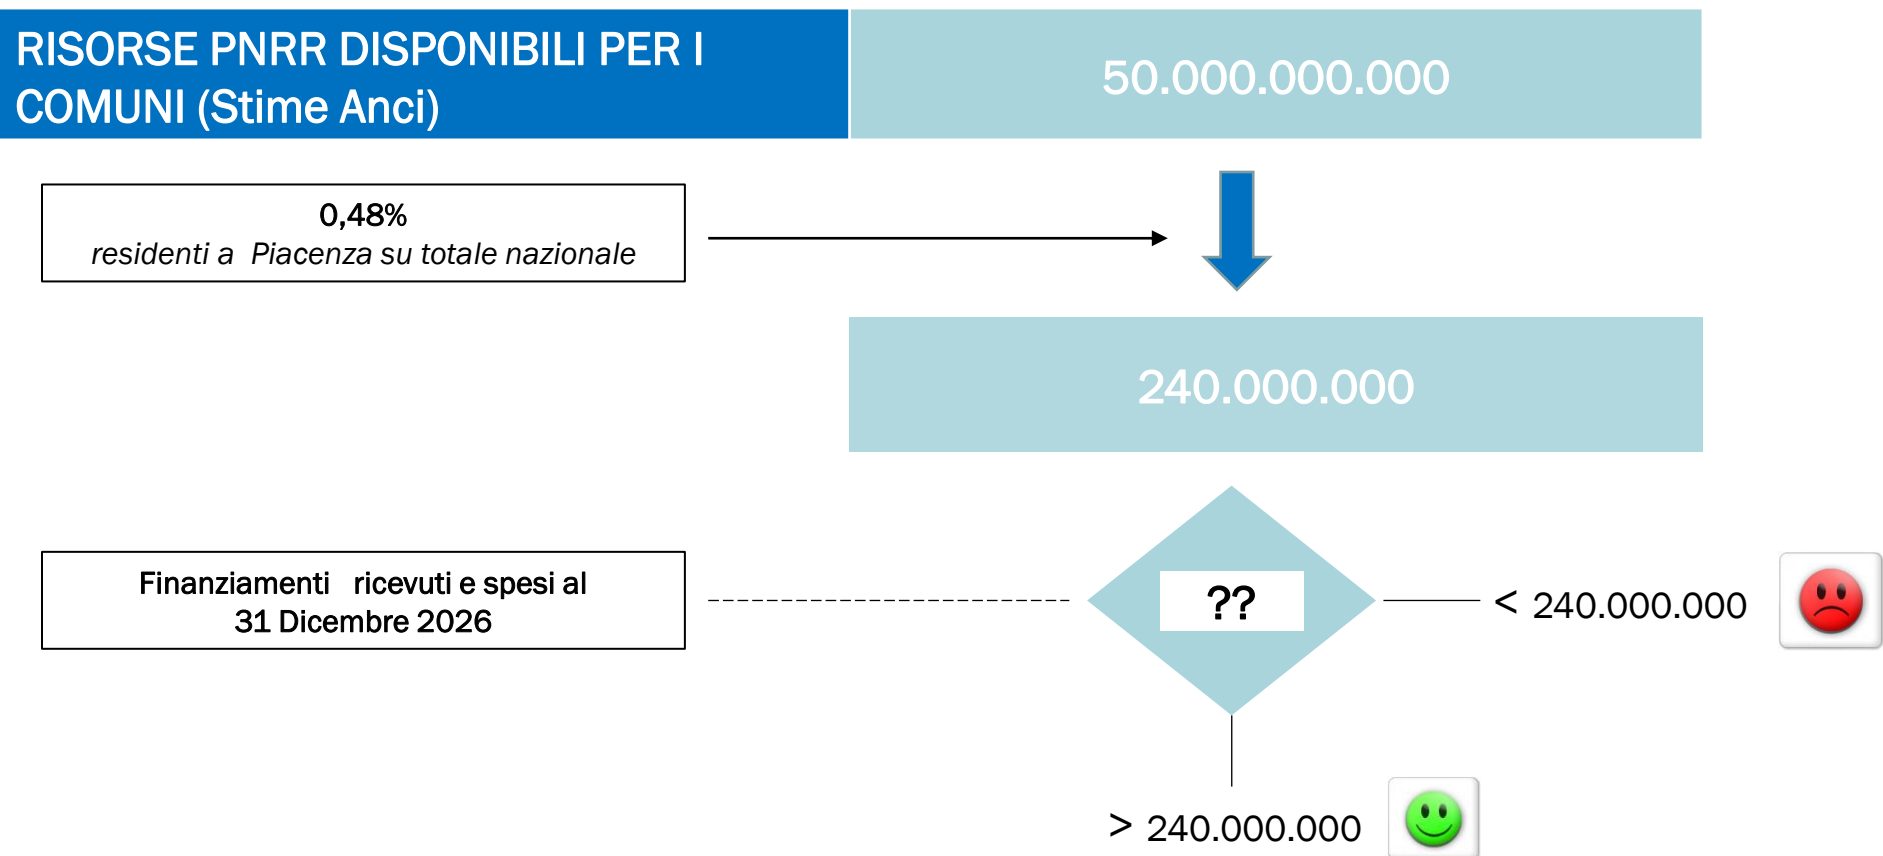 RISORSE PNRR DISPONIBILI PER I
COMUNI (Stime Anci)
50.000.000.000
0,48%
residenti a Piacenza su totale nazionale
240.000.000
Finanziamenti ricevuti e spesi al
31 Dicembre 2026
??
< 240.000.000
> 240.000.000